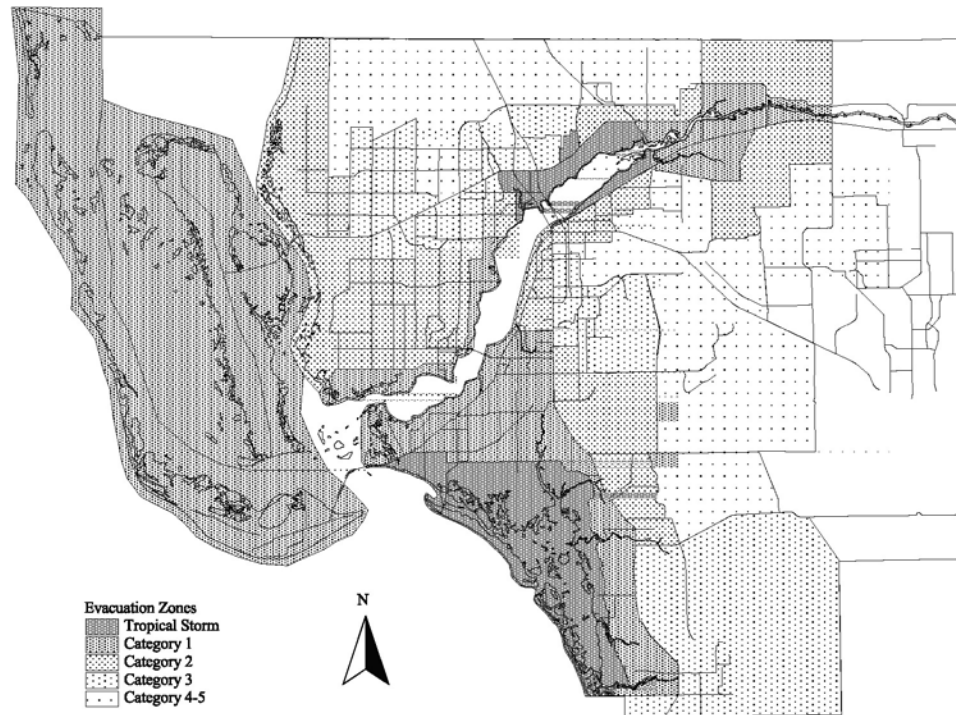 N
Evacuation Zones
Tropical Storm
Category 1
Category 2
Category 3
Category 4-5